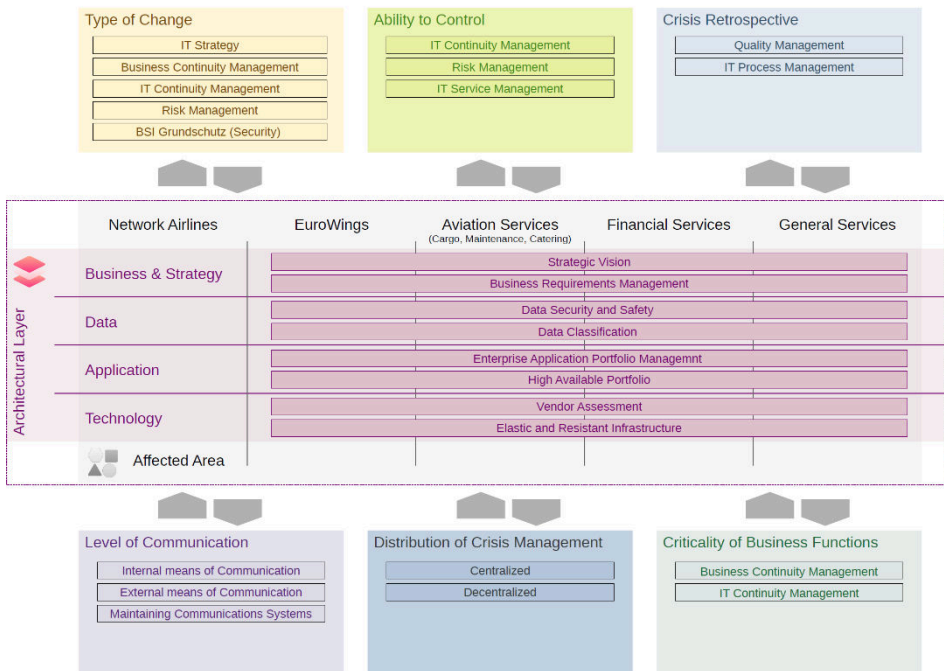 Type of Change
IT Strategy
Business Continuity Management
IT Continuity Management
Risk Management
BSI Grundschutz (Security)
Ability to Control
IT Continuity Management
Risk Management
IT Service Management
Crisis Retrospective
Quality Management
IT Process Management
Network Airlines
EuroWings
Aviation Services
(Cargo, Maintenance, Catering)
Financial Services
General Services
Architectural Layer
Business & Strategy
Strategic Vision
Business Requirements Management
Data
Data Security and Safety
Data Classification
Application
Enterprise Application Portfolio Managemnt
High Available Portfolio
Technology
Vendor Assessment
Elastic and Resistant Infrastructure
Affected Area
Level of Communication
Internal means of Communication
External means of Communication
Maintaining Communications Systems
Distribution of Crisis Management
Centralized
Decentralized
Criticality of Business Functions
Business Continuity Management
IT Continuity Management